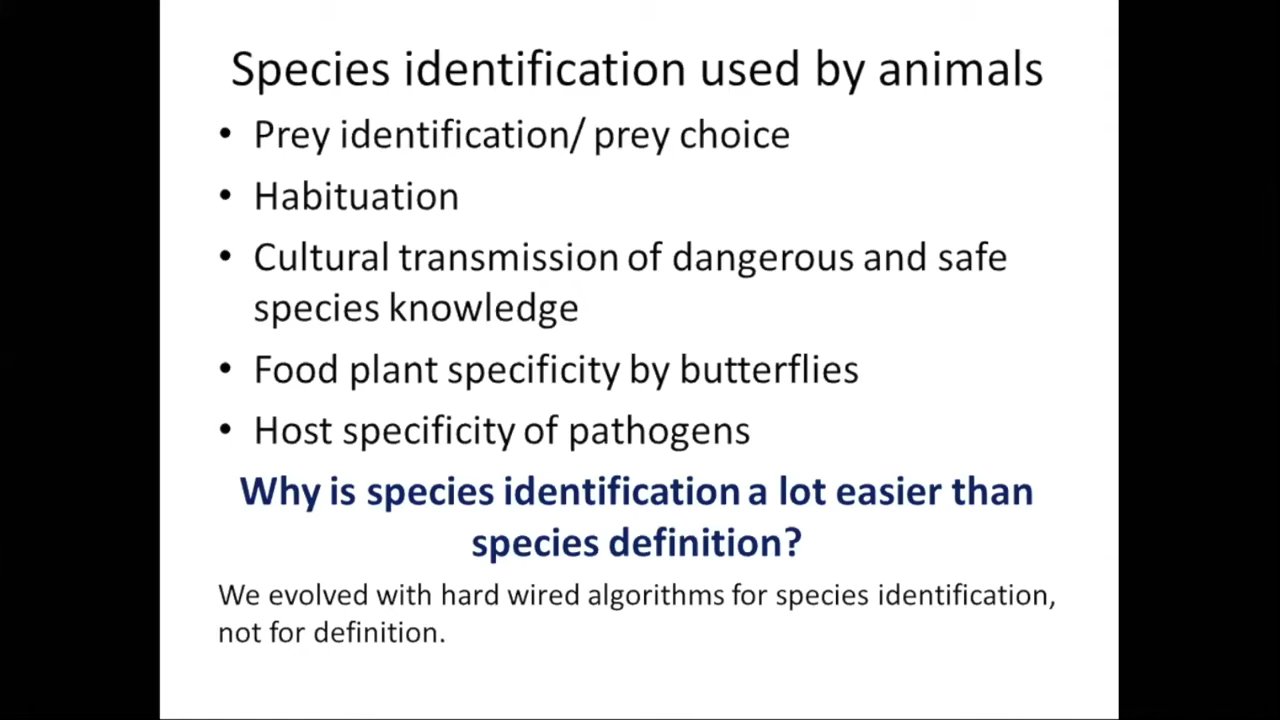 Species identification used by animals
• Prey identification/ prey choice
• Habituation
• Cultural transmission of dangerous and safe
species knowledge
• Food plant specificity by butterflies
• Host specificity of pathogens
Why is species identification a lot easier than
species definition?
We evolved with hard wired algorithms for species identification,
not for definition.